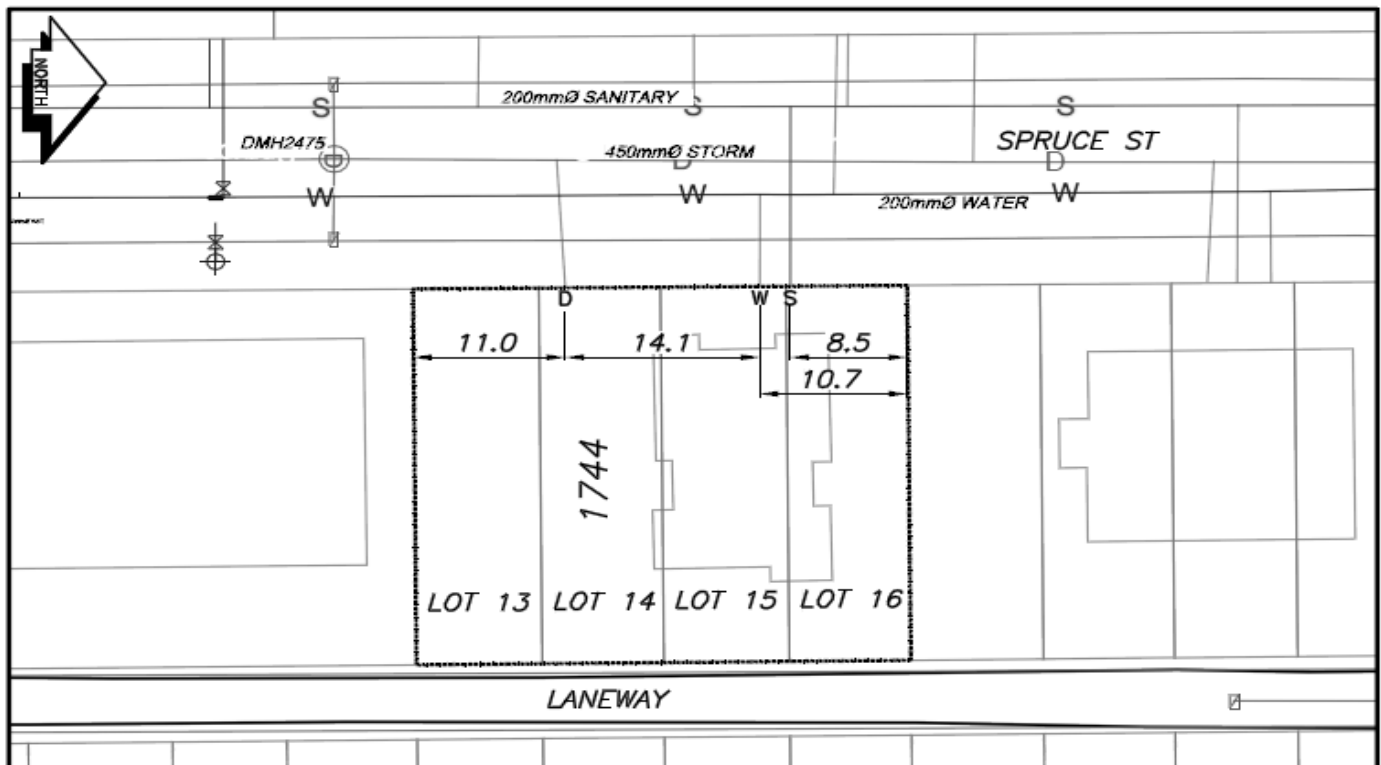 NORTH
S
200mmØ SANITARY
S
S
DMH2475
D
450mmØ STORM
D
SPRUCE ST
D
W
W
200mmØ WATER
W
D
W S
11.0
14.1
8.5
10.7
1744
LOT 13
LOT 14
LOT 15
LOT 16
LANEWAY